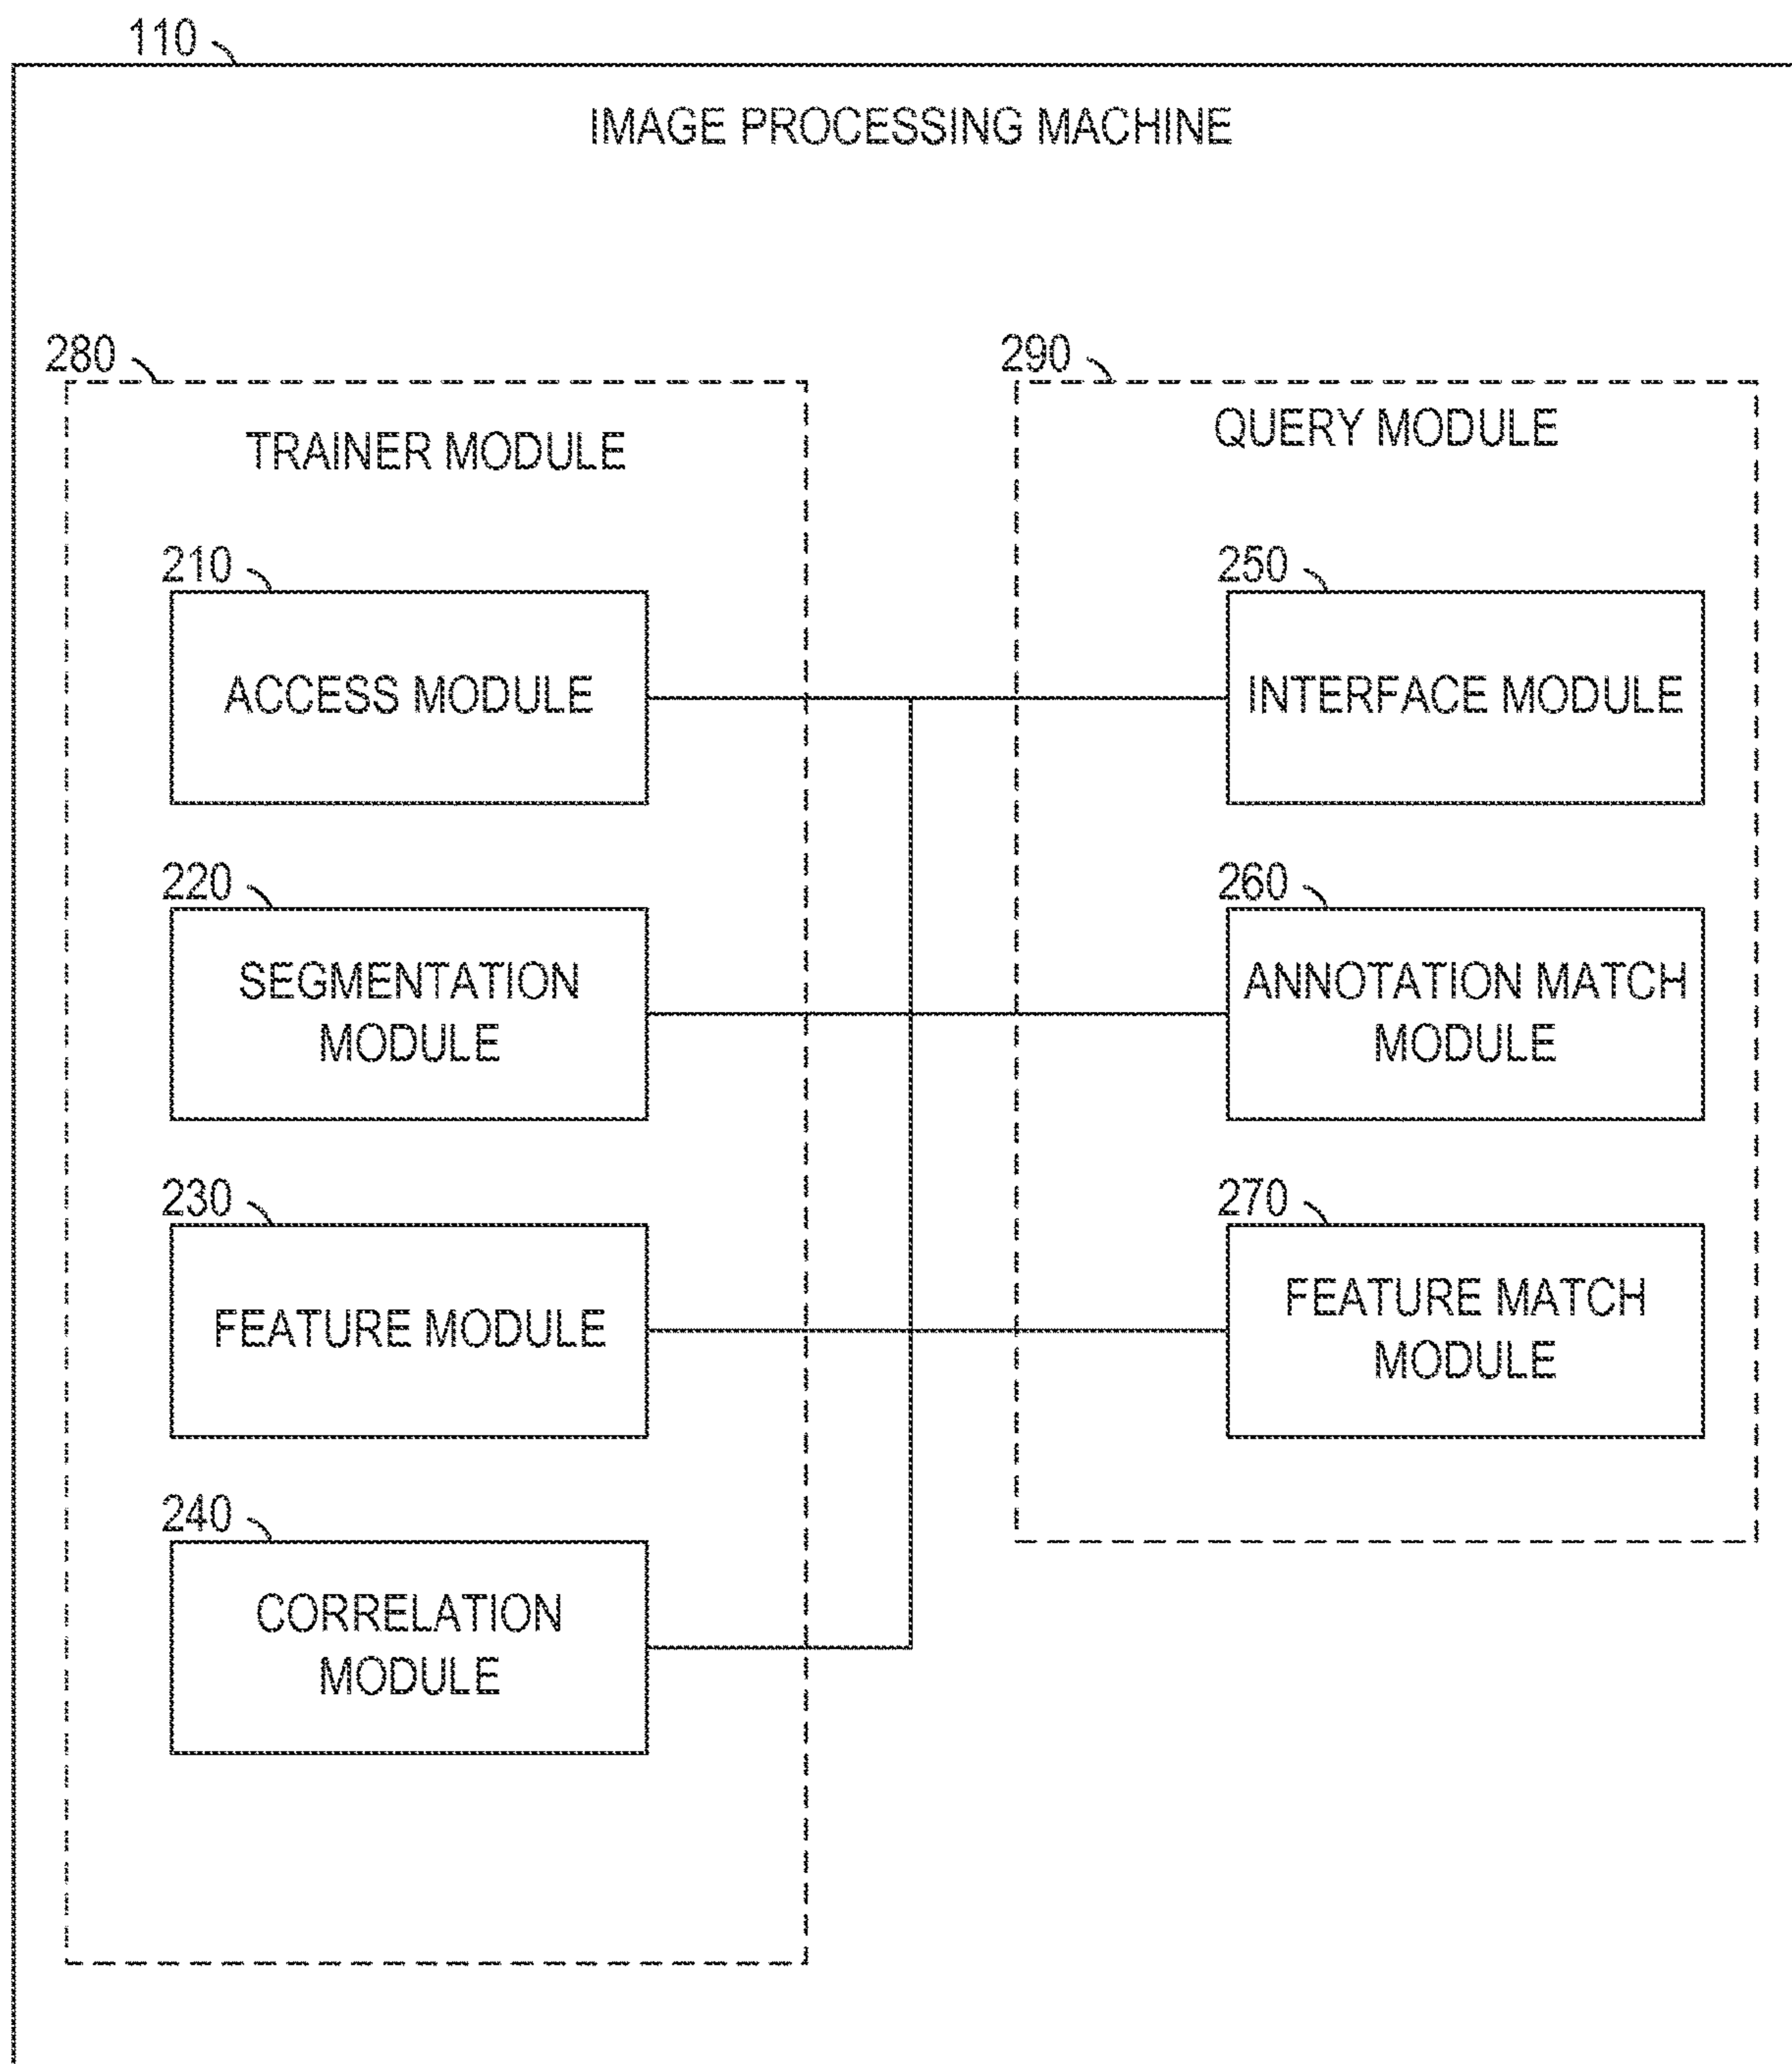 110
IMAGE PROCESSING MACHINE
280
TRAINER MODULE
210
ACCESS MODULE
220
SEGMENTATION
MODULE
230
FEATURE MODULE
240
CORRELATION
MODULE
290
QUERY MODULE
250
INTERFACE MODULE
260
ANNOTATION MATCH
MODULE
270
FEATURE MATCH
MODULE